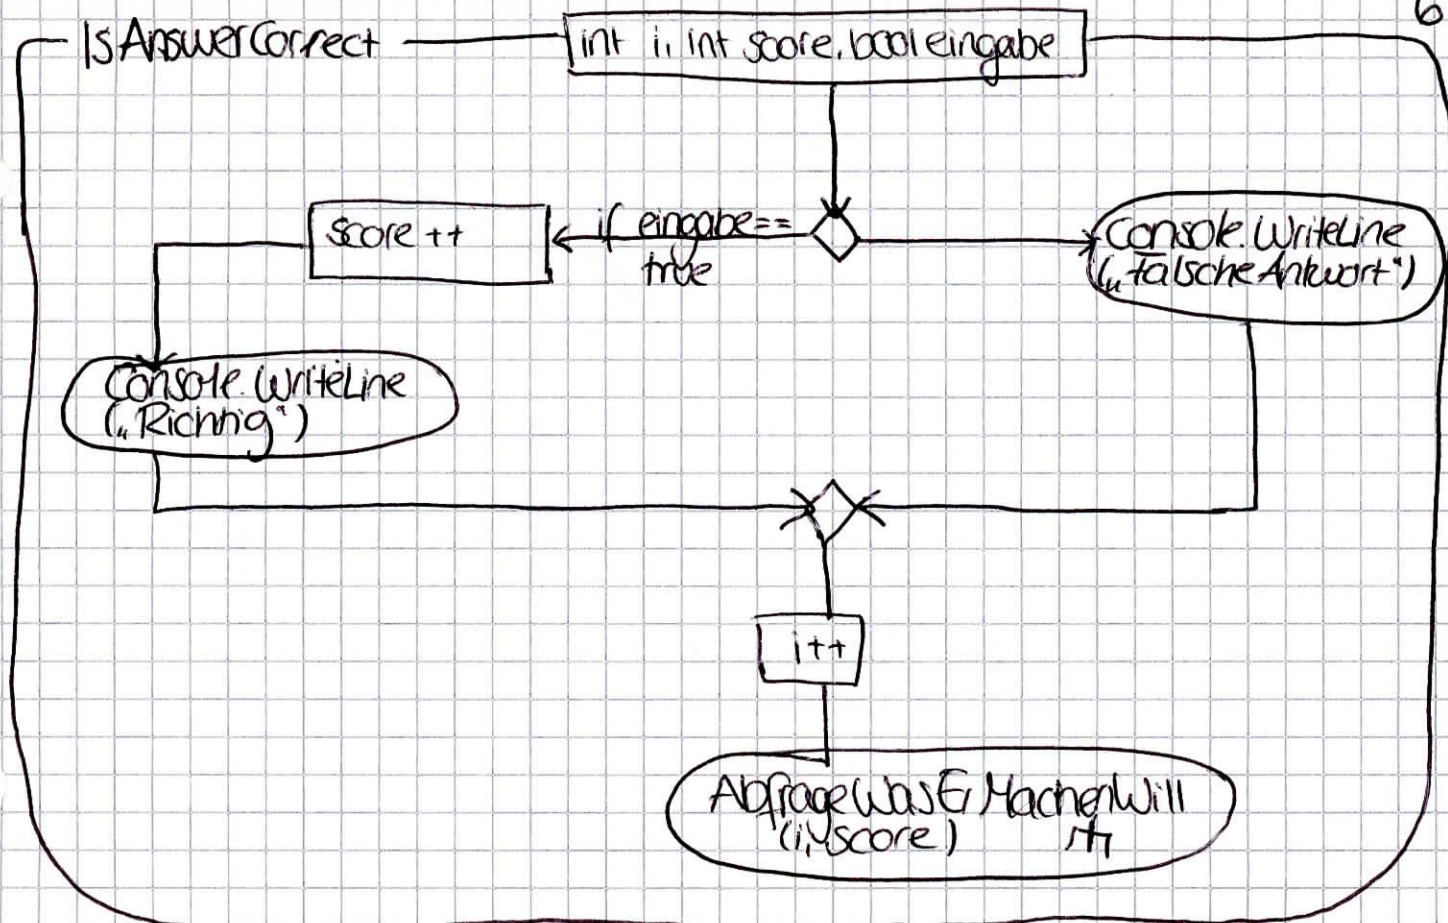 6
IsAnswerCorrect
int i, int score, bool eingabe
score ++
if eingabe==
true
Console.WriteLine
(„falsche Antwort“)
Console.WriteLine
(„Richtig“)
i++
AbfrageWasErMachenWill
(i, score)